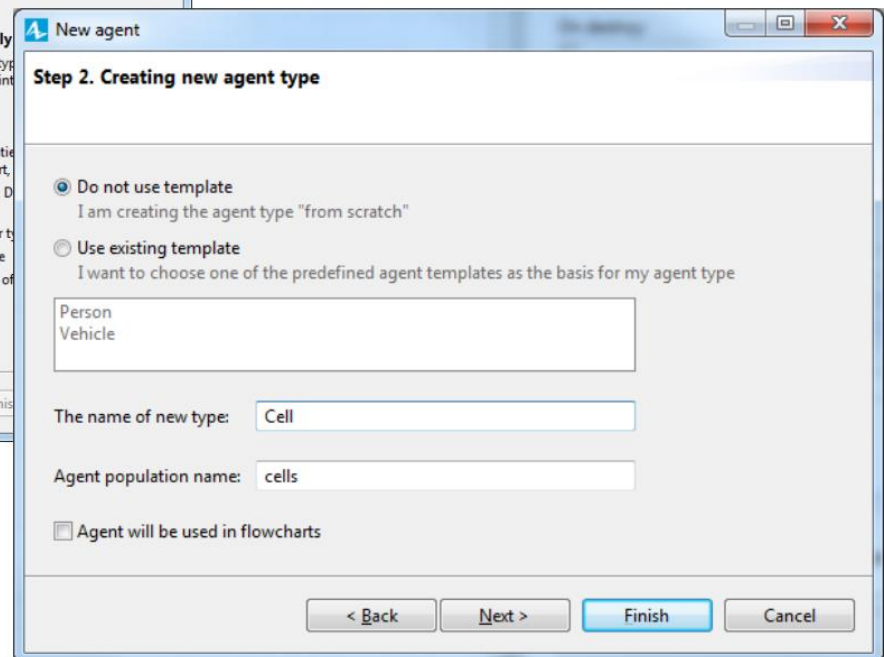 New agent
Step 2. Creating new agent type
Do not use template
I am creating the agent type "from scratch"
Use existing template
I want to choose one of the predefined agent templates as the basis for my agent type
Person
Vehicle
The name of new type: Cell
Agent population name: cells
Agent will be used in flowcharts
< Back Next > Finish Cancel